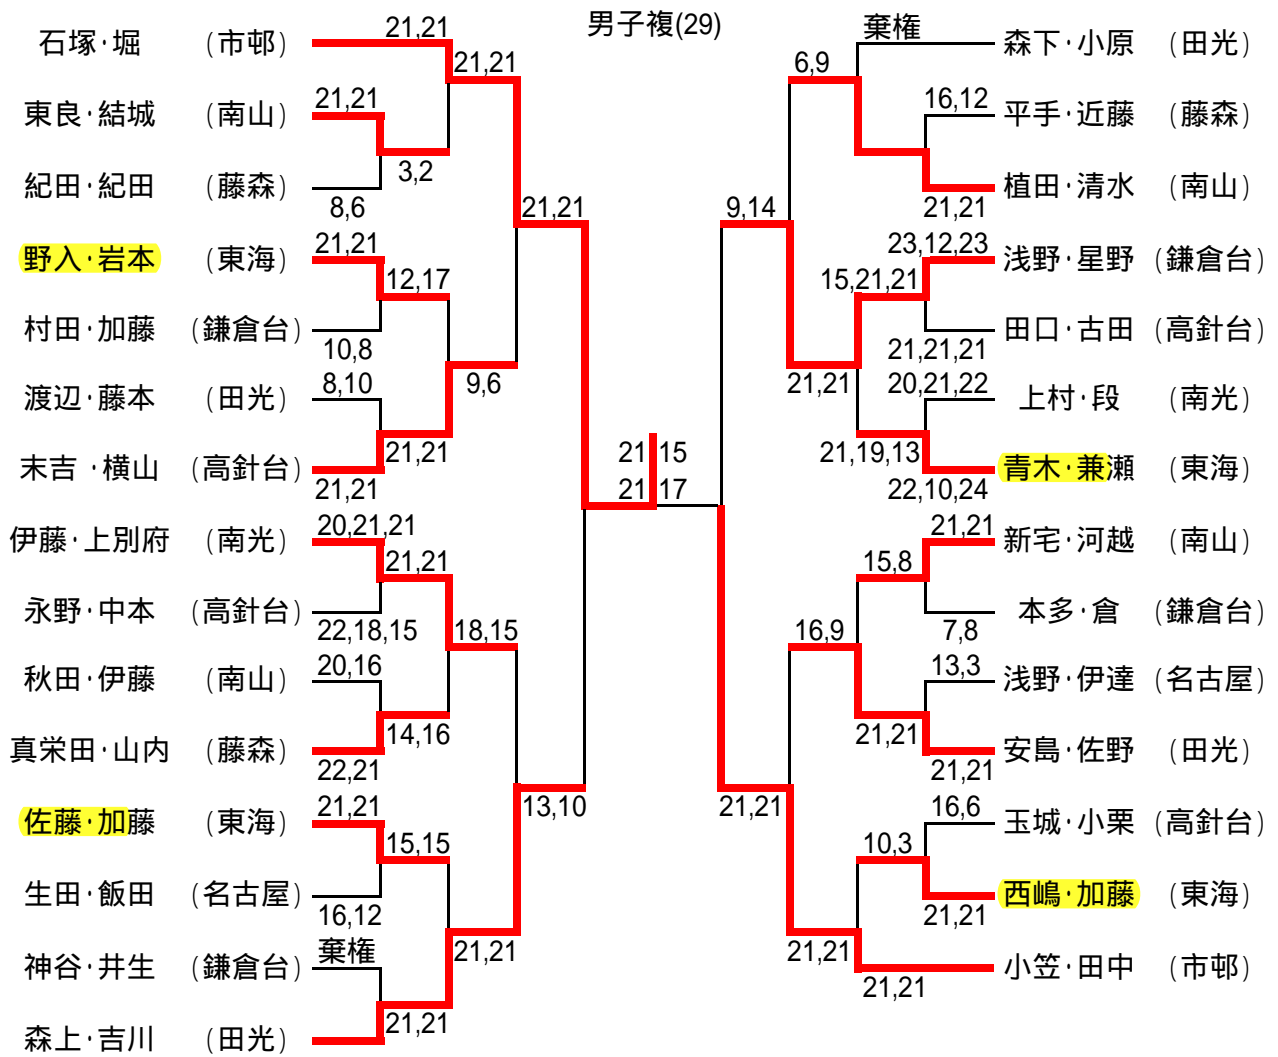 男子複(29)
石塚・堀 (市邨)
21,21
21,21
東良・結城 (南山)
21,21
3,2
紀田・紀田 (藤森)
8,6
21,21
野入・岩本 (東海)
21,21
12,17
村田・加藤 (鎌倉台)
10,8
渡辺・藤本 (田光)
8,10
9,6
末吉・横山 (高針台)
21,21
21,21
伊藤・上別府 (南光)
20,21,21
21,21
永野・中本 (高針台)
22,18,15
18,15
秋田・伊藤 (南山)
20,16
14,16
真栄田・山内 (藤森)
22,21
佐藤・加藤 (東海)
21,21
13,10
15,15
生田・飯田 (名古屋)
16,12
神谷・井生 (鎌倉台)
棄権
21,21
森上・吉川 (田光)
21,21
21 15
21 17
棄権
森下・小原 (田光)
6,9
16,12
平手・近藤 (藤森)
植田・清水 (南山)
21,21
9,14
23,12,23
浅野・星野 (鎌倉台)
15,21,21
田口・古田 (高針台)
21,21,21
21,21
20,21,22
上村・段 (南光)
21,19,13
青木・兼瀬 (東海)
22,10,24
21,21
新宅・河越 (南山)
15,8
本多・倉 (鎌倉台)
7,8
16,9
13,3
浅野・伊達 (名古屋)
21,21
安島・佐野 (田光)
21,21
21,21
16,6
玉城・小栗 (高針台)
10,3
西嶋・加藤 (東海)
21,21
21,21
小笠・田中 (市邨)
21,21